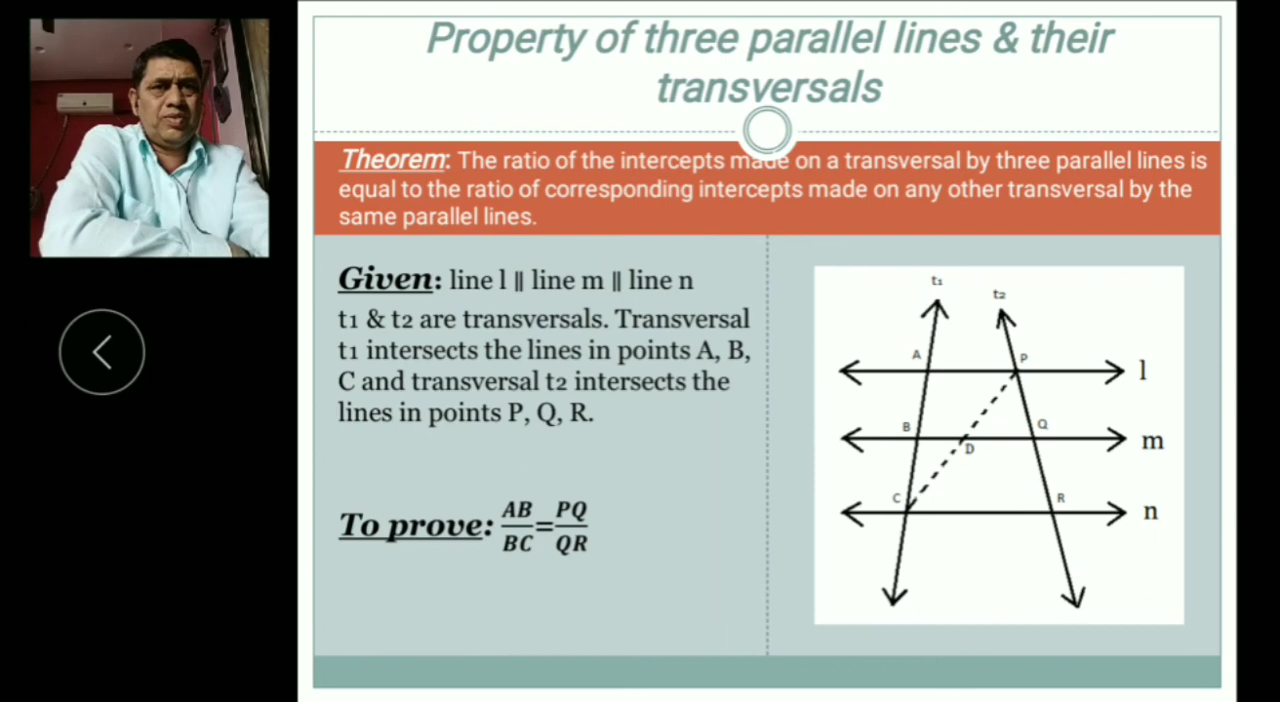 Property of three parallel lines & their
transversals
Theorem: The ratio of the intercepts made on a transversal by three parallel lines is
equal to the ratio of corresponding intercepts made on any other transversal by the
same parallel lines.
Given: line l || line m || line n
t1 & t2 are transversals. Transversal
t1 intersects the lines in points A, B,
C and transversal t2 intersects the
lines in points P, Q, R.
To prove: AB/BC=PQ/QR
t1
t2
A
P
l
B
Q
D
m
C
R
n